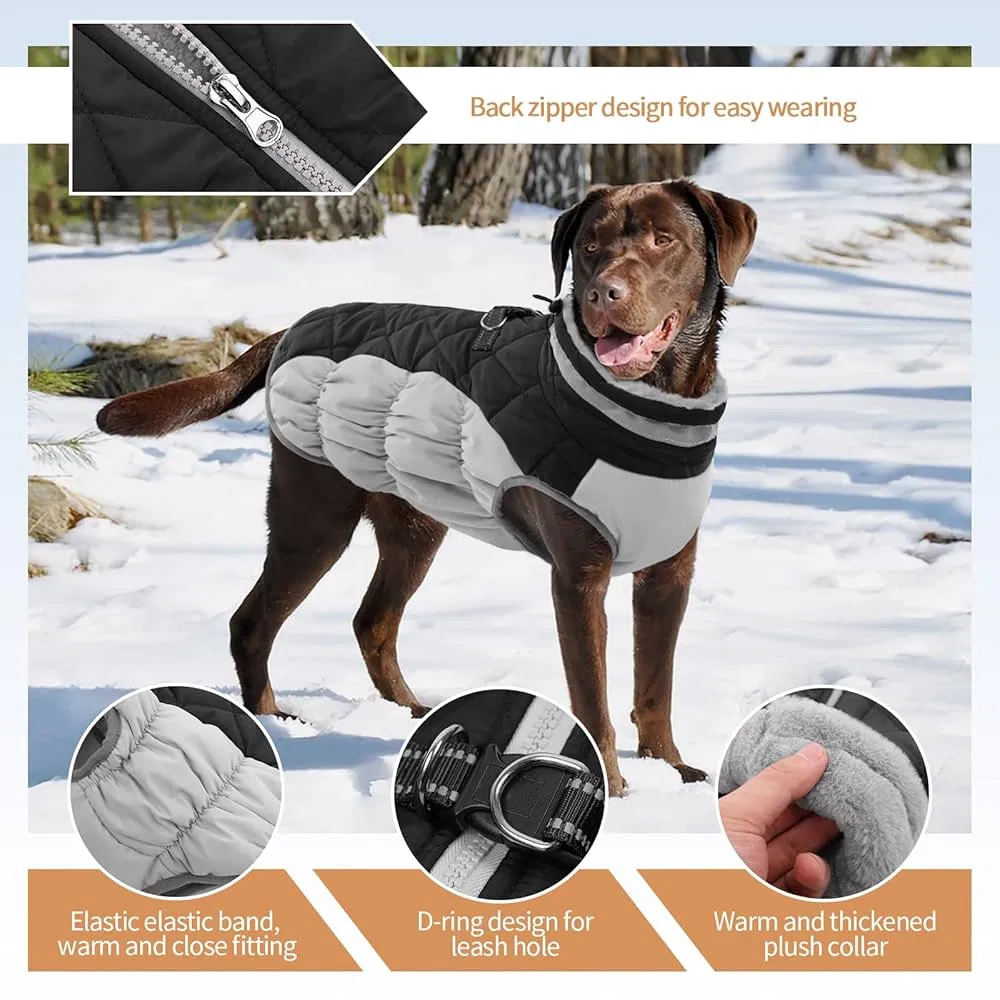 Back zipper design for easy wearing
Elastic elastic band,
warm and close fitting
D-ring design for
leash hole
Warm and thickened
plush collar